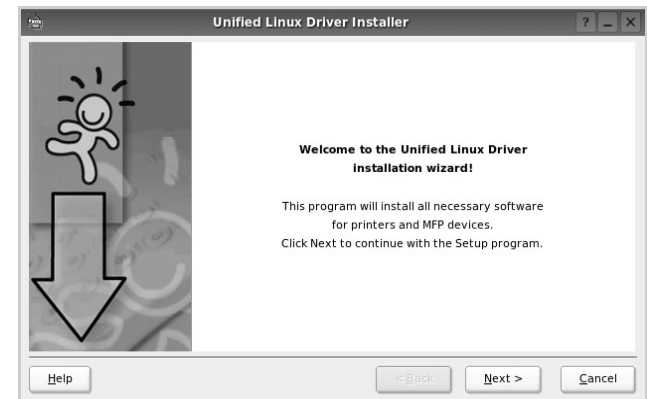 Unified Linux Driver Installer
? _ X
Welcome to the Unified Linux Driver
installation wizard!
This program will install all necessary software
for printers and MFP devices.
Click Next to continue with the Setup program.
Help
< Back
Next >
Cancel